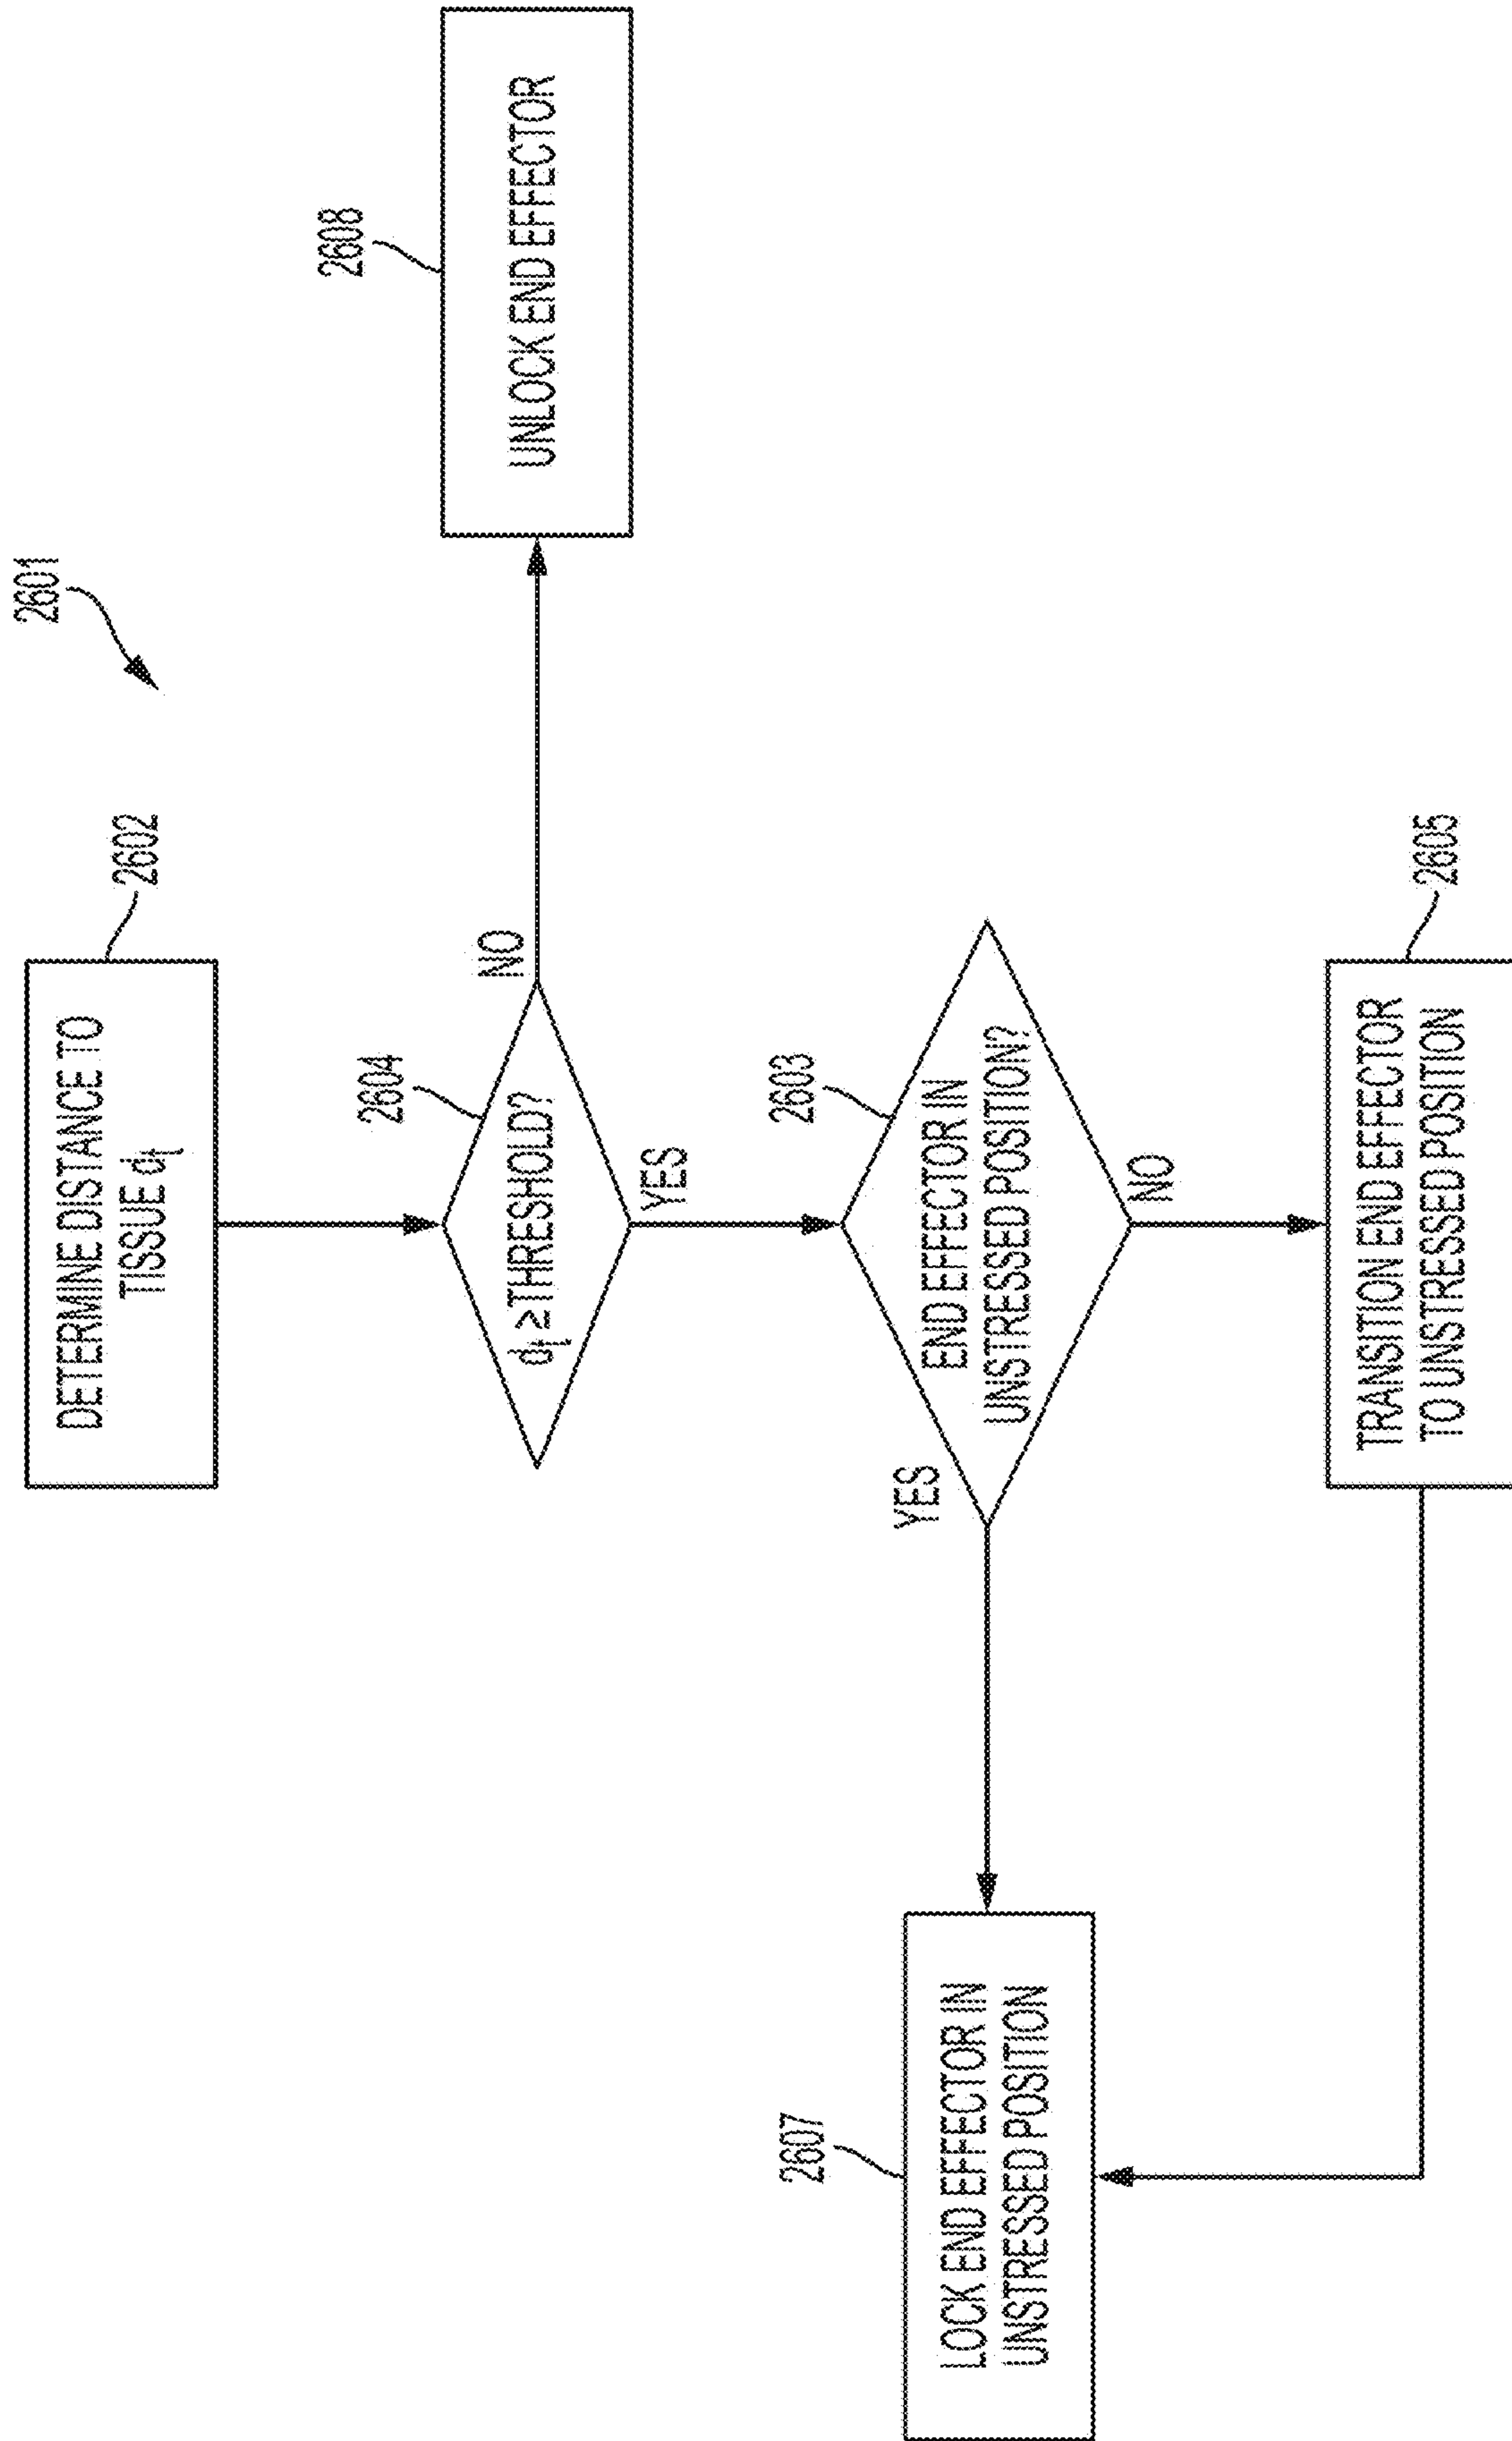 2601
2602
DETERMINE DISTANCE TO
TISSUE dt
2604
dt ≥ THRESHOLD?
NO
2608
UNLOCK END EFFECTOR
YES
2603
END EFFECTOR IN
UNSTRESSED POSITION?
YES
2607
LOCK END EFFECTOR IN
UNSTRESSED POSITION
NO
2605
TRANSITION END EFFECTOR
TO UNSTRESSED POSITION